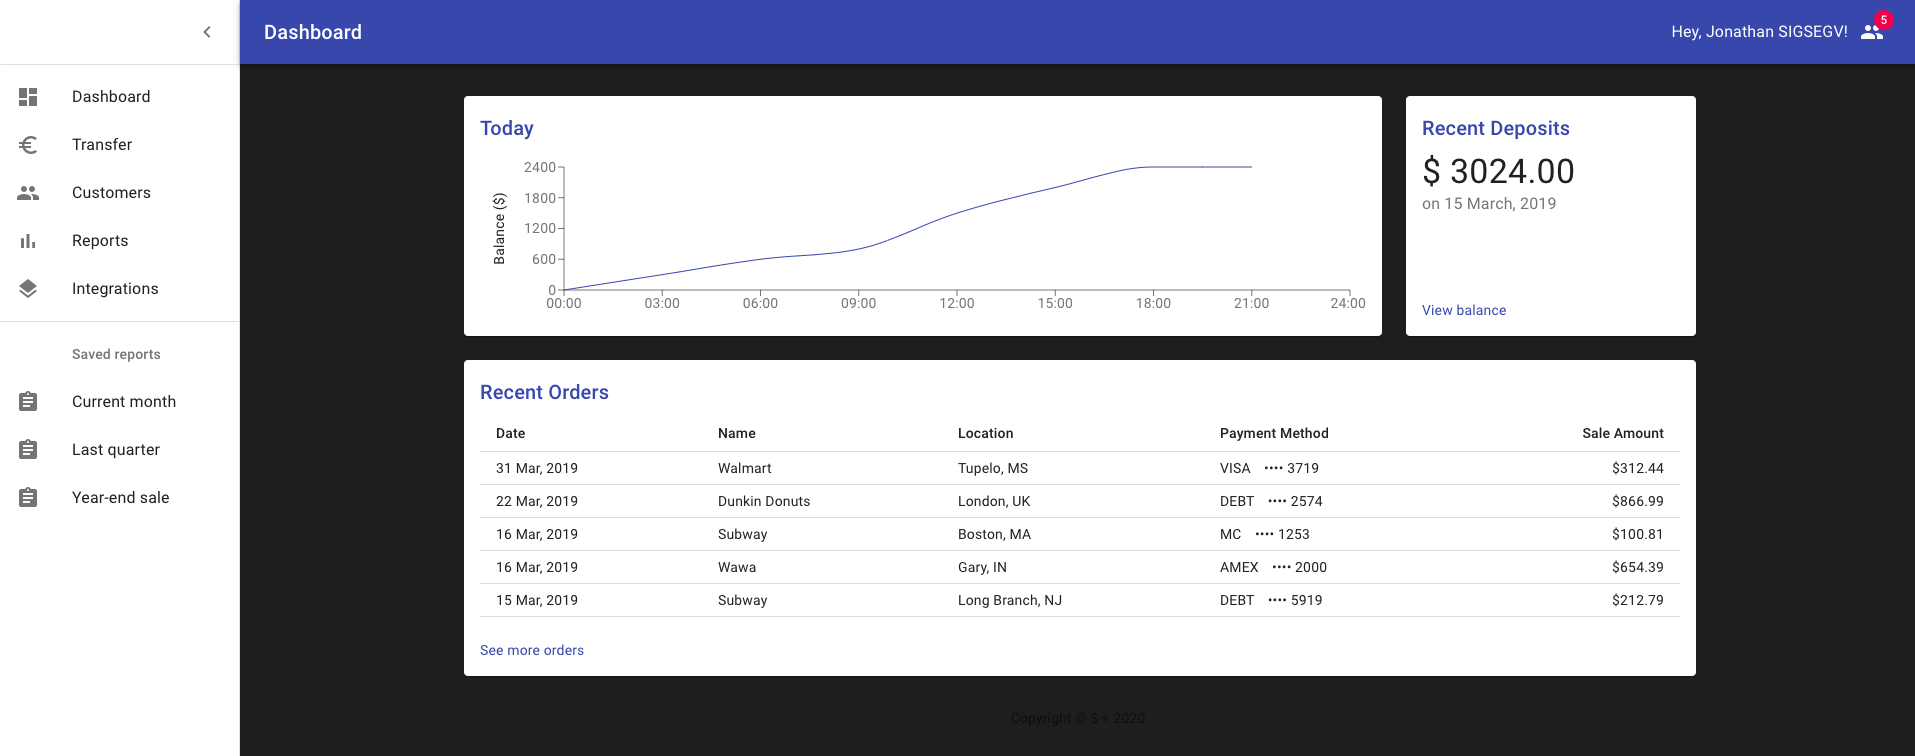 Dashboard
Hey, Jonathan SIGSEGV!
5
Dashboard
Transfer
Customers
Reports
Integrations
Saved reports
Current month
Last quarter
Year-end sale
Today
Balance ($)
2400
1800
1200
600
0
00:00 03:00 06:00 09:00 12:00 15:00 18:00 21:00 24:00
Recent Deposits
$ 3024.00
on 15 March, 2019
View balance
Recent Orders
Date Name Location Payment Method Sale Amount
31 Mar, 2019 Walmart Tupelo, MS VISA •••• 3719 $312.44
22 Mar, 2019 Dunkin Donuts London, UK DEBT •••• 2574 $866.99
16 Mar, 2019 Subway Boston, MA MC •••• 1253 $100.81
16 Mar, 2019 Wawa Gary, IN AMEX •••• 2000 $654.39
15 Mar, 2019 Subway Long Branch, NJ DEBT •••• 5919 $212.79
See more orders
Copyright © $ + 2020.